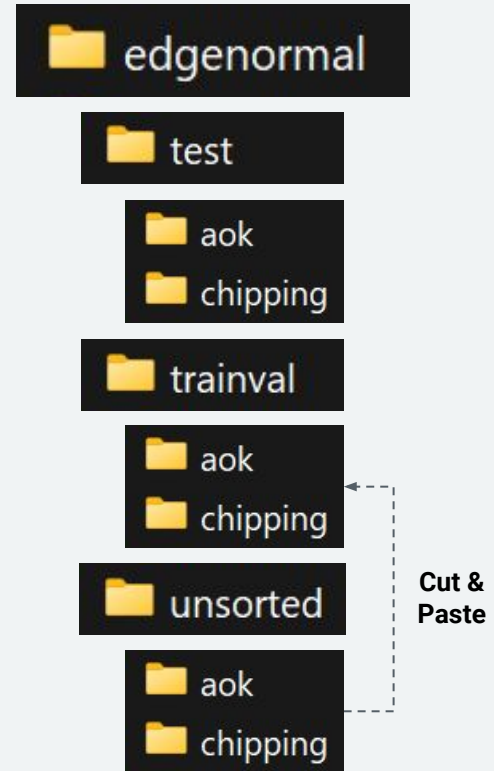 edgenormal
test
aok
chipping
trainval
aok
chipping
Cut &
Paste
unsorted
aok
chipping